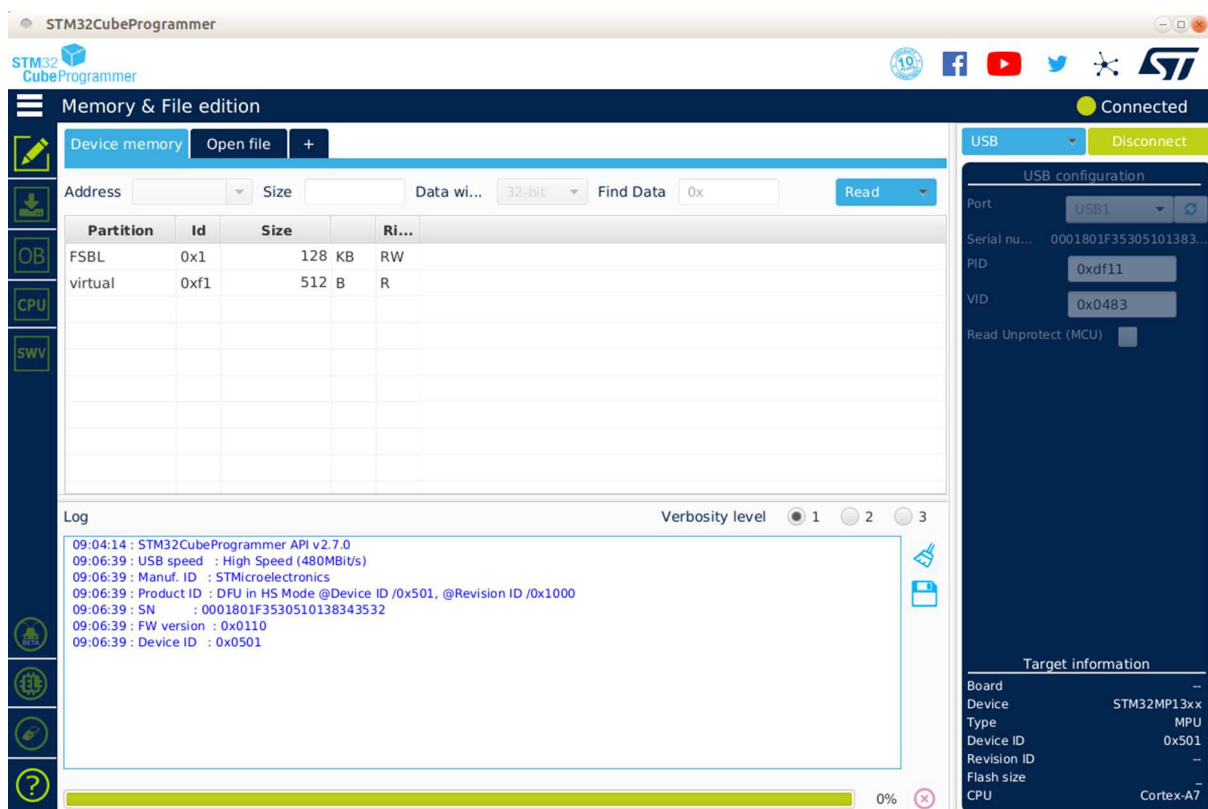 STM32CubeProgrammer
STM32
CubeProgrammer
10
Memory & File edition
Connected
Device memory
Open file
+
USB
Disconnect
Address
Size
Data wi...
32-bit
Find Data
0x
Read
Partition Id Size Ri...
FSBL 0x1 128 KB RW
virtual 0xf1 512 B R
OB
CPU
SWV
USB configuration
Port USB1
Serial nu... 0001801F35305101383...
PID 0xdf11
VID 0x0483
Read Unprotect (MCU)
Log
Verbosity level 1 2 3
09:04:14 : STM32CubeProgrammer API v2.7.0
09:06:39 : USB speed : High Speed (480MBit/s)
09:06:39 : Manuf. ID : STMicroelectronics
09:06:39 : Product ID : DFU in HS Mode @Device ID /0x501, @Revision ID /0x1000
09:06:39 : SN : 0001801F3530510138343532
09:06:39 : FW version : 0x0110
09:06:39 : Device ID : 0x0501
BETA
EL
?
0%
Target information
Board --
Device STM32MP13xx
Type MPU
Device ID 0x501
Revision ID --
Flash size _
CPU Cortex-A7